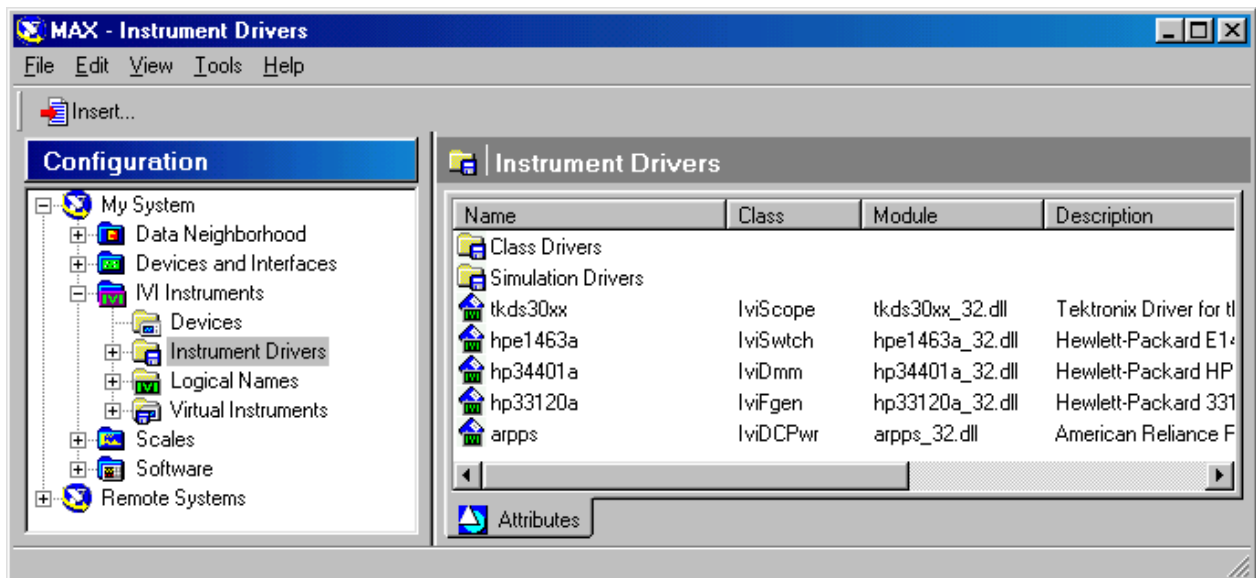 MAX - Instrument Drivers
File Edit View Tools Help
Insert...
Configuration
My System
Data Neighborhood
Devices and Interfaces
IVI Instruments
Devices
Instrument Drivers
Logical Names
Virtual Instruments
Scales
Software
Remote Systems
Instrument Drivers
Name Class Module Description
Class Drivers
Simulation Drivers
tkds30xx IviScope tkds30xx_32.dll Tektronix Driver for
hpe1463a IviSwtch hpe1463a_32.dll Hewlett-Packard
hp34401a IviDmm hp34401a_32.dll Hewlett-Packard HP
hp33120a IviFgen hp33120a_32.dll Hewlett-Packard 331
arpps IviDCPwr arpps_32.dll American Reliance
Attributes